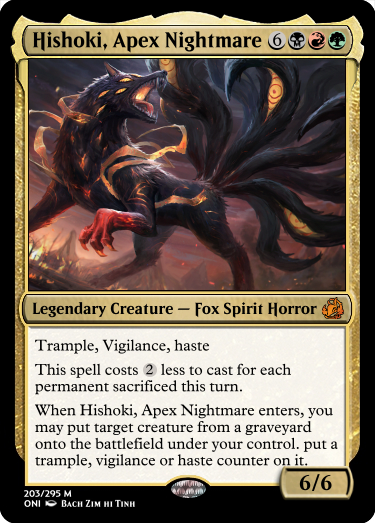 Hishoki, Apex Nightmare 6
Legendary Creature — Fox Spirit Horror
Trample, Vigilance, haste
This spell costs 2 less to cast for each
permanent sacrificed this turn.
When Hishoki, Apex Nightmare enters, you
may put target creature from a graveyard
onto the battlefield under your control. put a
trample, vigilance or haste counter on it.
6/6
203/295 M
ONI BACH ZIM HI TINH